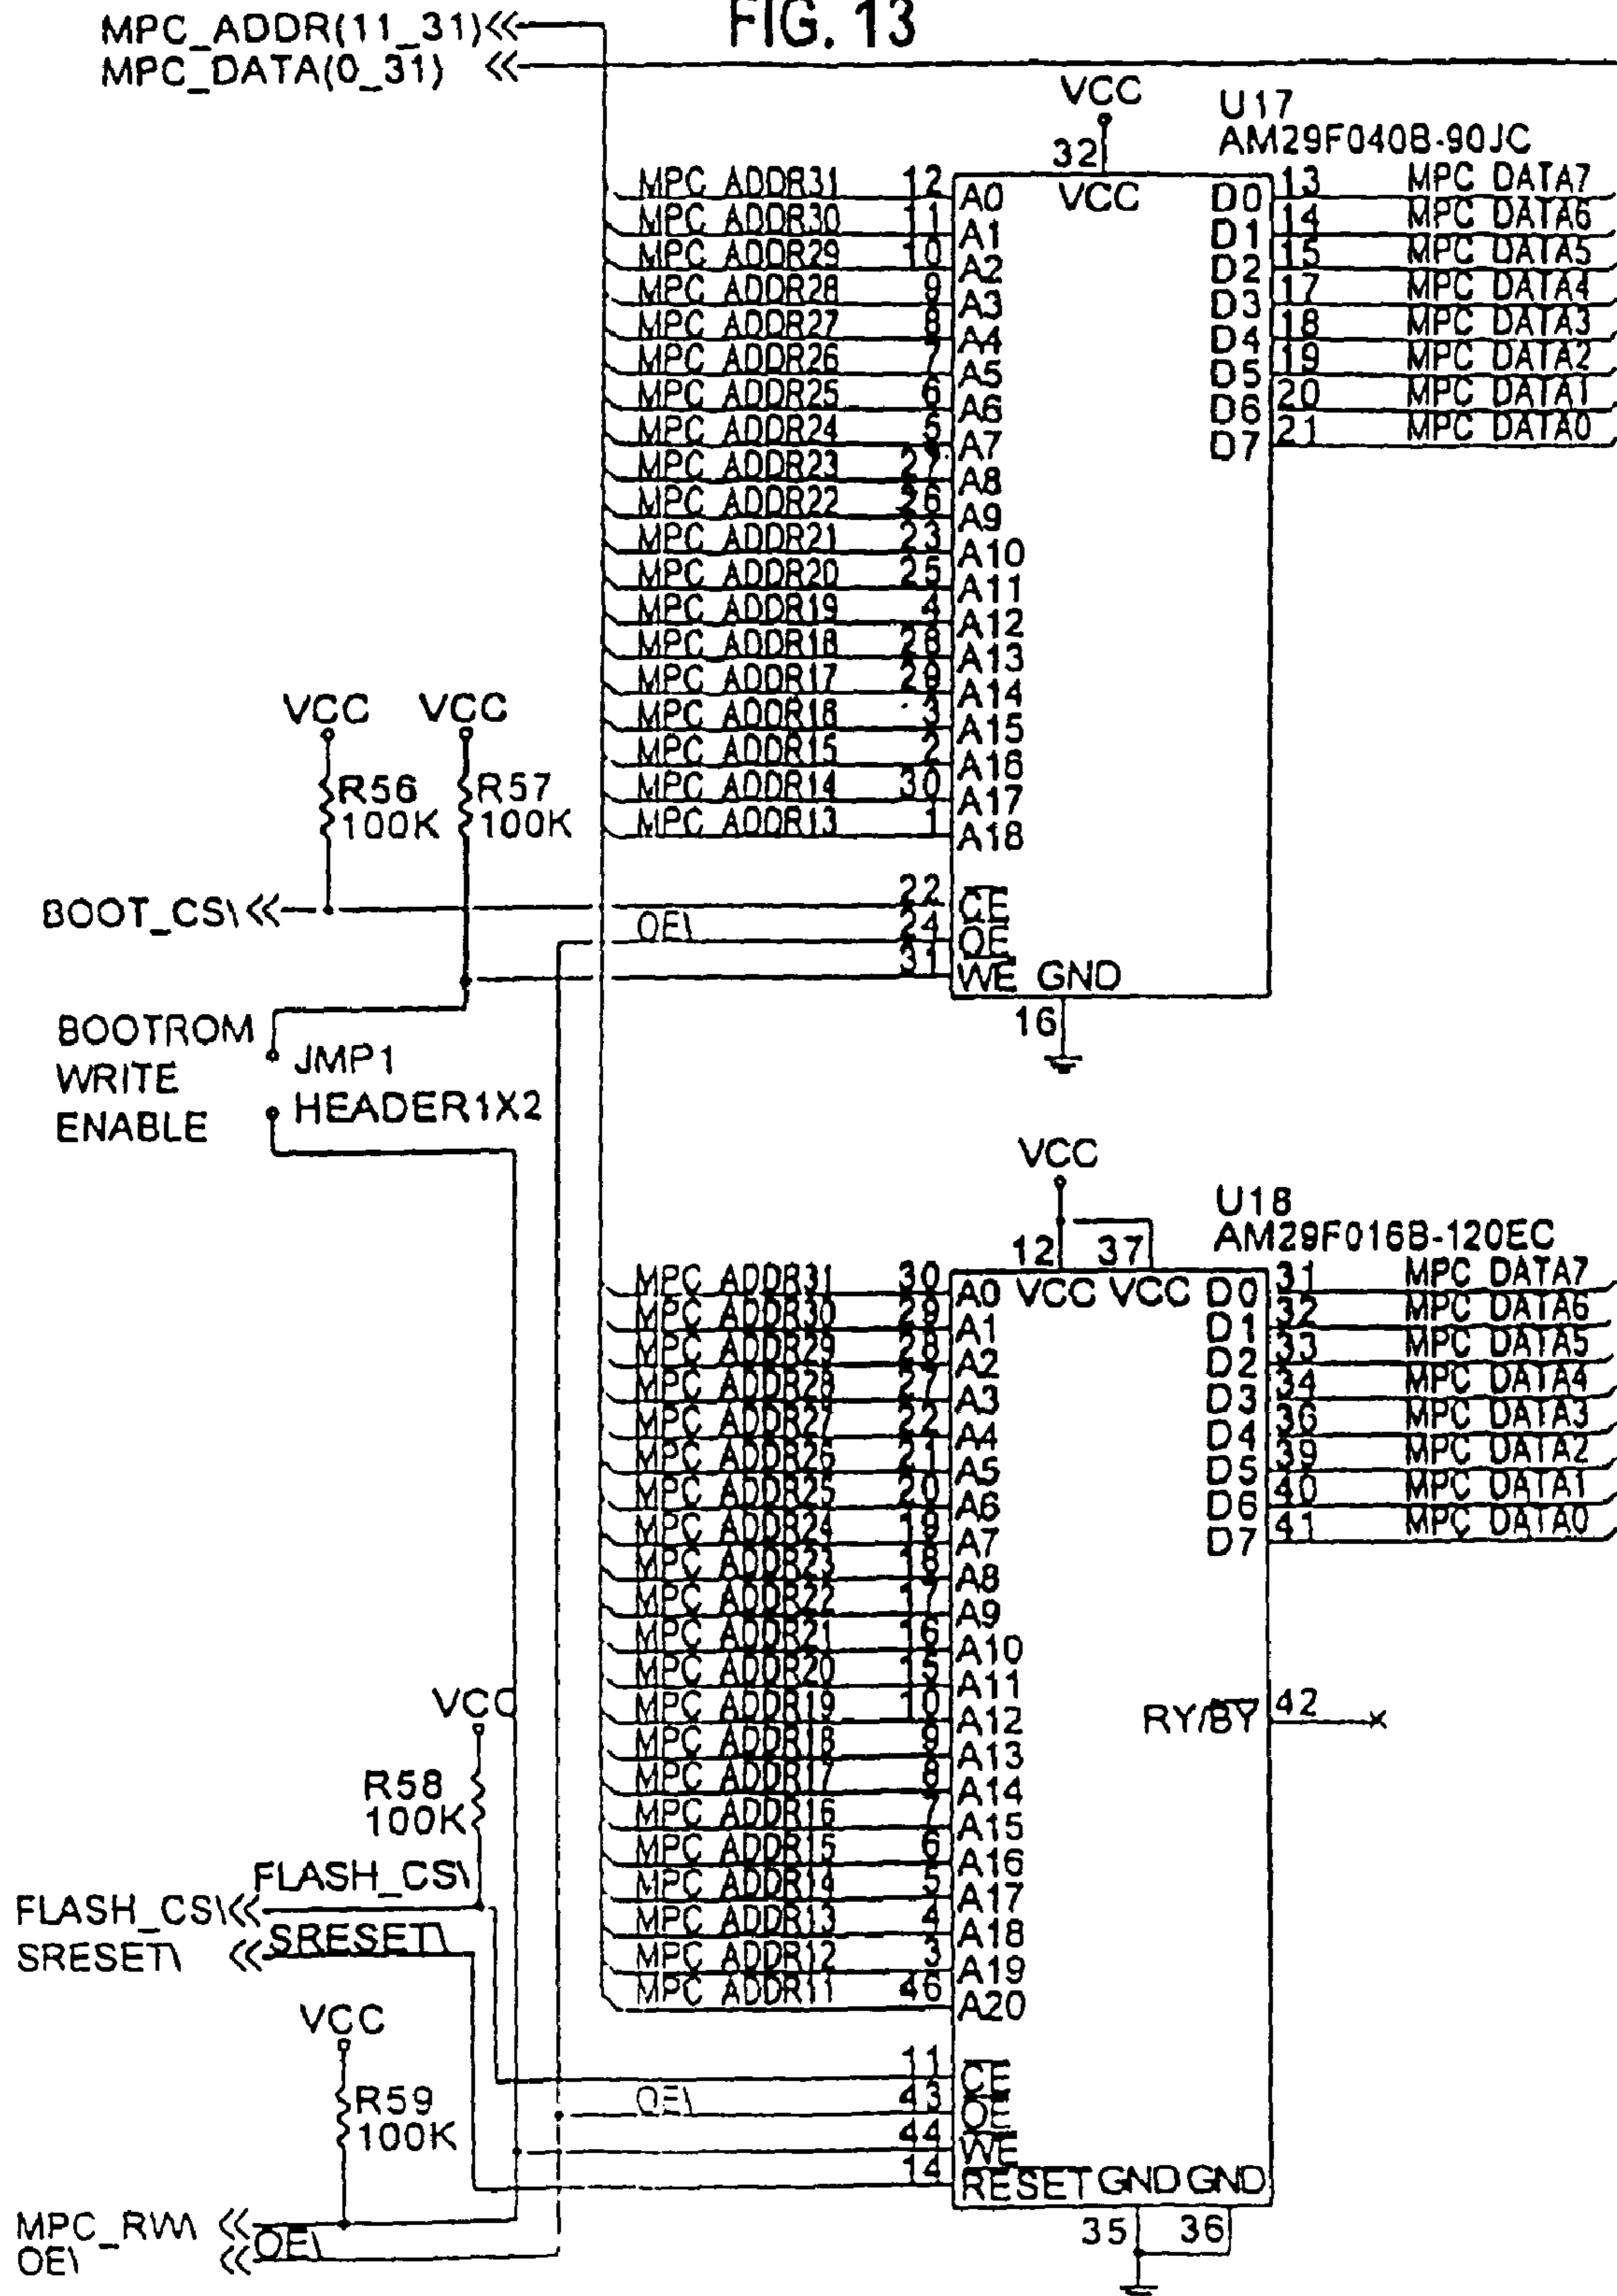 FIG. 13
MPC_ADDR(11_31)
MPC_DATA(0_31)
VCC
32
U17
AM29F040B-90JC
MPC ADDR31 12 A0 VCC D0 13 MPC DATA7
MPC ADDR30 11 A1 D1 14 MPC DATA6
MPC ADDR29 10 A2 D2 15 MPC DATA5
MPC ADDR28 9 A3 D3 17 MPC DATA4
MPC ADDR27 8 A4 D4 18 MPC DATA3
MPC ADDR26 7 A5 D5 19 MPC DATA2
MPC ADDR25 6 A6 D6 20 MPC DATA1
MPC ADDR24 5 A7 D7 21 MPC DATA0
MPC ADDR23 27 A8
MPC ADDR22 26 A9
MPC ADDR21 23 A10
MPC ADDR20 25 A11
MPC ADDR19 4 A12
MPC ADDR18 28 A13
MPC ADDR17 29 A14
MPC ADDR16 3 A15
MPC ADDR15 2 A16
MPC ADDR14 30 A17
MPC ADDR13 1 A18
VCC VCC
R56 R57
100K 100K
BOOT_CS\ 22 CE
OE\ 24 OE
31 WE GND
16
BOOTROM
WRITE
ENABLE
JMP1
HEADER1X2
VCC
12 37
U18
AM29F016B-120EC
MPC ADDR31 30 A0 VCC VCC D0 31 MPC DATA7
MPC ADDR30 29 A1 D1 32 MPC DATA6
MPC ADDR29 28 A2 D2 33 MPC DATA5
MPC ADDR28 27 A3 D3 34 MPC DATA4
MPC ADDR27 22 A4 D4 36 MPC DATA3
MPC ADDR26 21 A5 D5 39 MPC DATA2
MPC ADDR25 20 A6 D6 40 MPC DATA1
MPC ADDR24 19 A7 D7 41 MPC DATA0
MPC ADDR23 18 A8
MPC ADDR22 17 A9
MPC ADDR21 16 A10
MPC ADDR20 15 A11
MPC ADDR19 10 A12 RY/BY 42
MPC ADDR18 9 A13
MPC ADDR17 8 A14
MPC ADDR16 7 A15
MPC ADDR15 6 A16
MPC ADDR14 5 A17
MPC ADDR13 4 A18
MPC ADDR12 3 A19
MPC ADDR11 46 A20
VCC
R58
100K
FLASH_CS\
FLASH_CS\
SRESET\ SRESET\
VCC
R59
100K
11 CE
OE\ 43 OE
44 WE
14 RESET GND GND
35 36
MPC_RW\
OE\ OE\